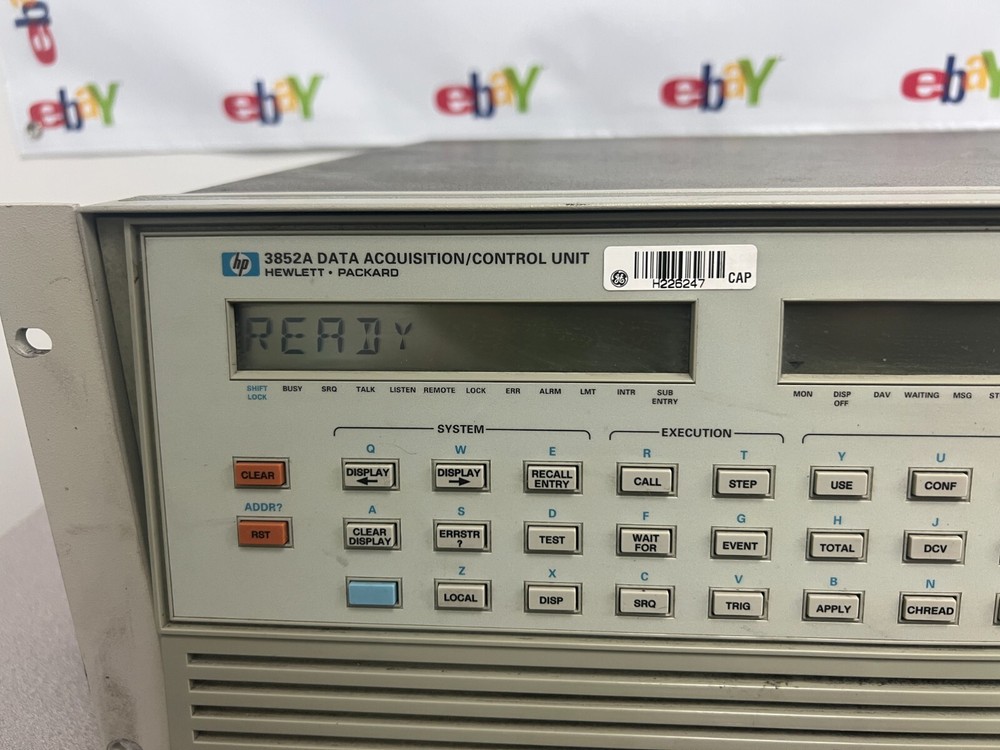 ebay
ebay ebay ebay ebay ebay
hp 3852A DATA ACQUISITION/CONTROL UNIT
HEWLETT • PACKARD
GE H226247 CAP
READY
SHIFT LOCK BUSY SRQ TALK LISTEN REMOTE LOCK ERR ALRM LMT INTR SUB ENTRY
MON DISP OFF DAV WAITING MSG
SYSTEM EXECUTION
Q W E R T Y U
CLEAR DISPLAY ← DISPLAY → RECALL ENTRY CALL STEP USE CONF
ADDR? A S D F G H J
RST CLEAR DISPLAY ERRSTR ? TEST WAIT FOR EVENT TOTAL DCV
Z X C V B N
LOCAL DISP SRQ TRIG APPLY CHREAD